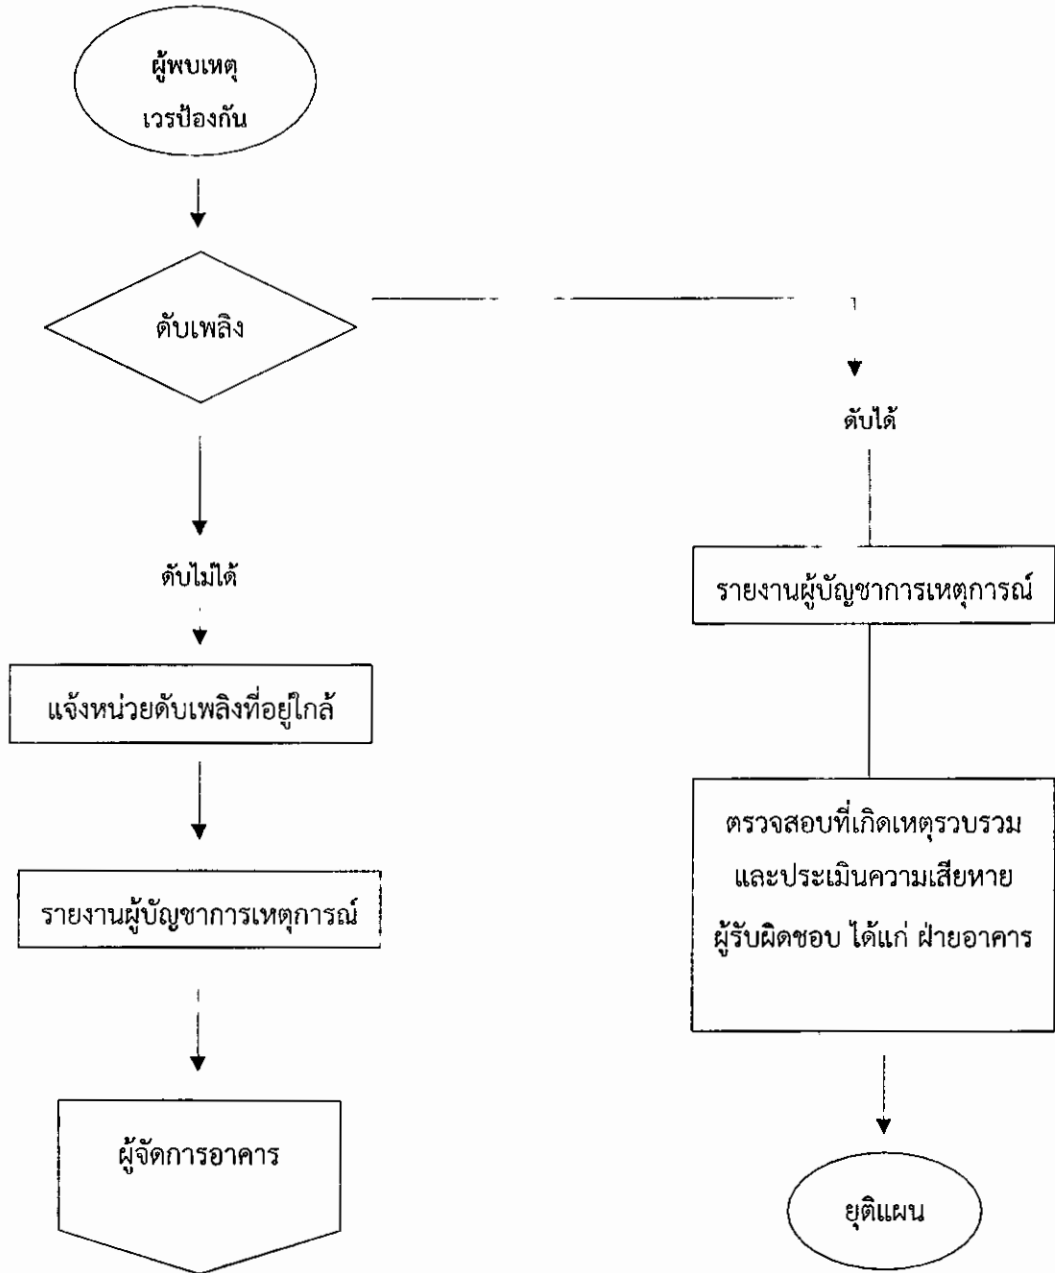 ผู้พบเหตุ
เวรป้องกัน
ดับเพลิง
ดับได้
ดับไม่ได้
รายงานผู้บัญชาการเหตุการณ์
แจ้งหน่วยดับเพลิงที่อยู่ใกล้
ตรวจสอบที่เกิดเหตุรวบรวม
และประเมินความเสียหาย
ผู้รับผิดชอบ ได้แก่ ฝ่ายอาคาร
รายงานผู้บัญชาการเหตุการณ์
ผู้จัดการอาคาร
ยุติแผน